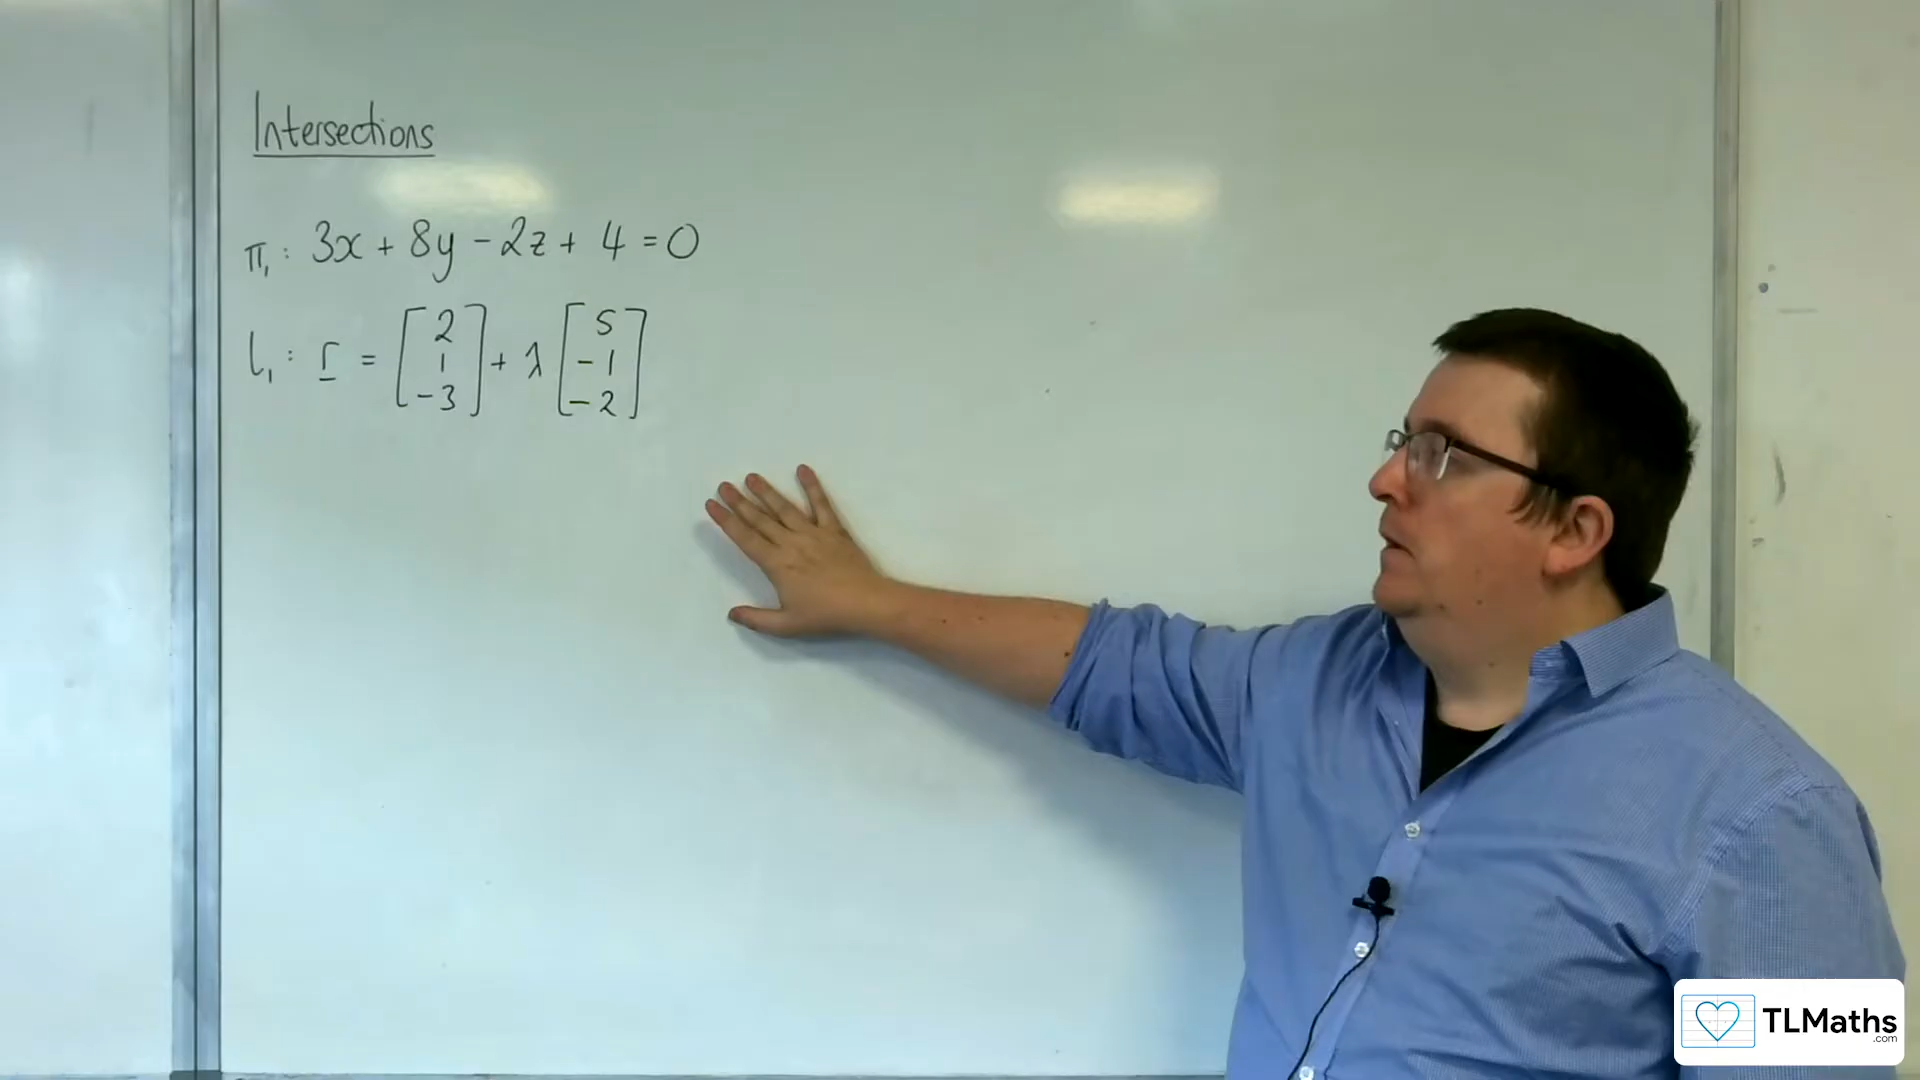 Intersections
π₁: 3x + 8y - 2z + 4 = 0
l₁: r = [2 1 -3] + λ [5 -1 -2]
TLMaths
.com